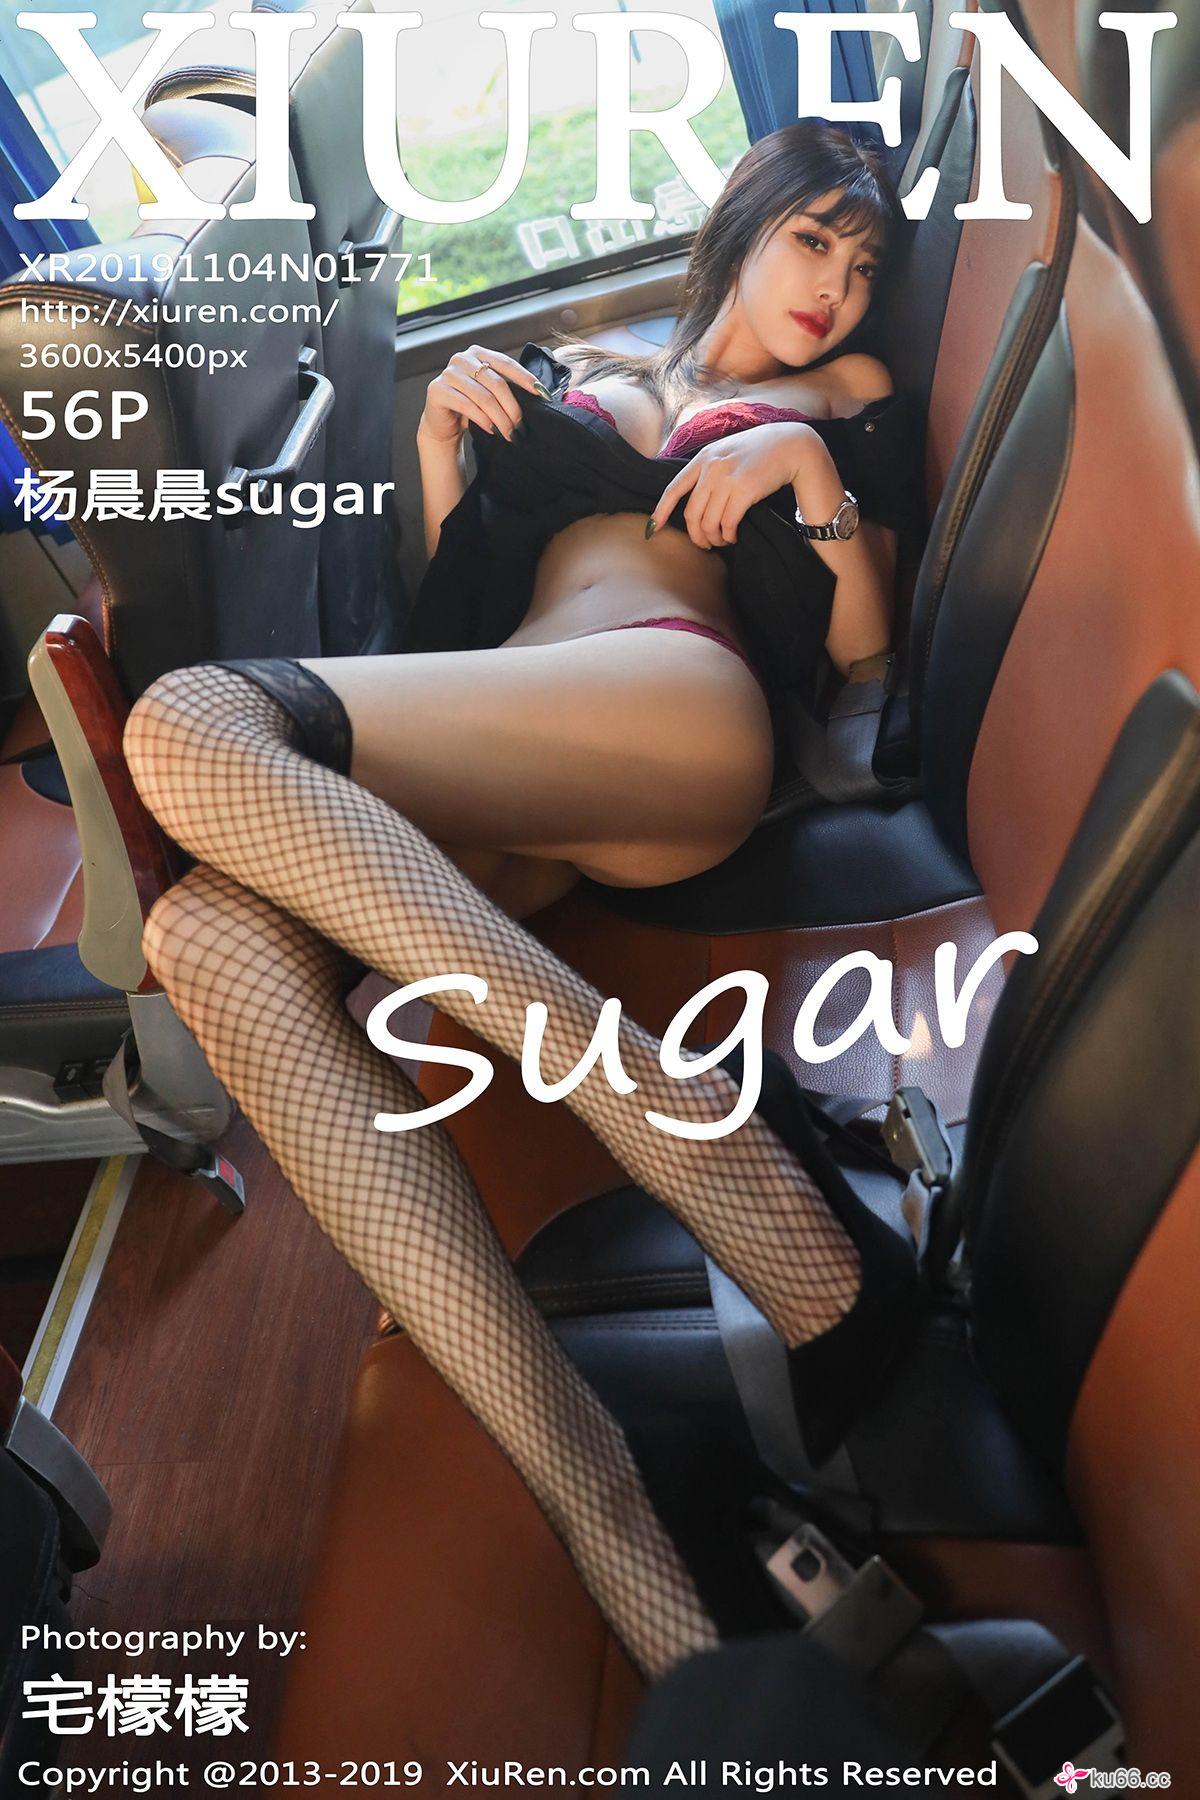 XIUREN
XR20191104N01771
http://xiuren.com/
3600x5400px
56P
杨晨晨sugar
sugar
Photography by:
宅檬檬
Copyright @2013-2019 XiuRen.com All Rights Reserved
ku66.cc